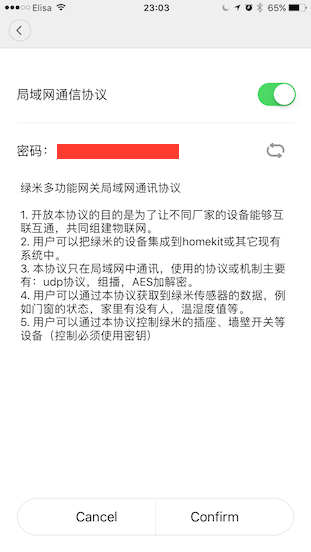 Elisa 23:03 65%
局域网通信协议
密码：
绿米多功能网关局域网通讯协议
1. 开放本协议的目的是为了让不同厂家的设备能够互
联互通，共同组建物联网。
2. 用户可以把绿米的设备集成到homekit或其它现有
系统中。
3. 本协议只在局域网中通讯，使用的协议或机制主要
有：udp协议，组播，AES加解密。
4. 用户可以通过本协议获取到绿米传感器的数据，例
如门窗的状态，家里有没有人，温湿度值等。
5. 用户可以通过本协议控制绿米的插座、墙壁开关等
设备（控制必须使用密钥）
Cancel Confirm